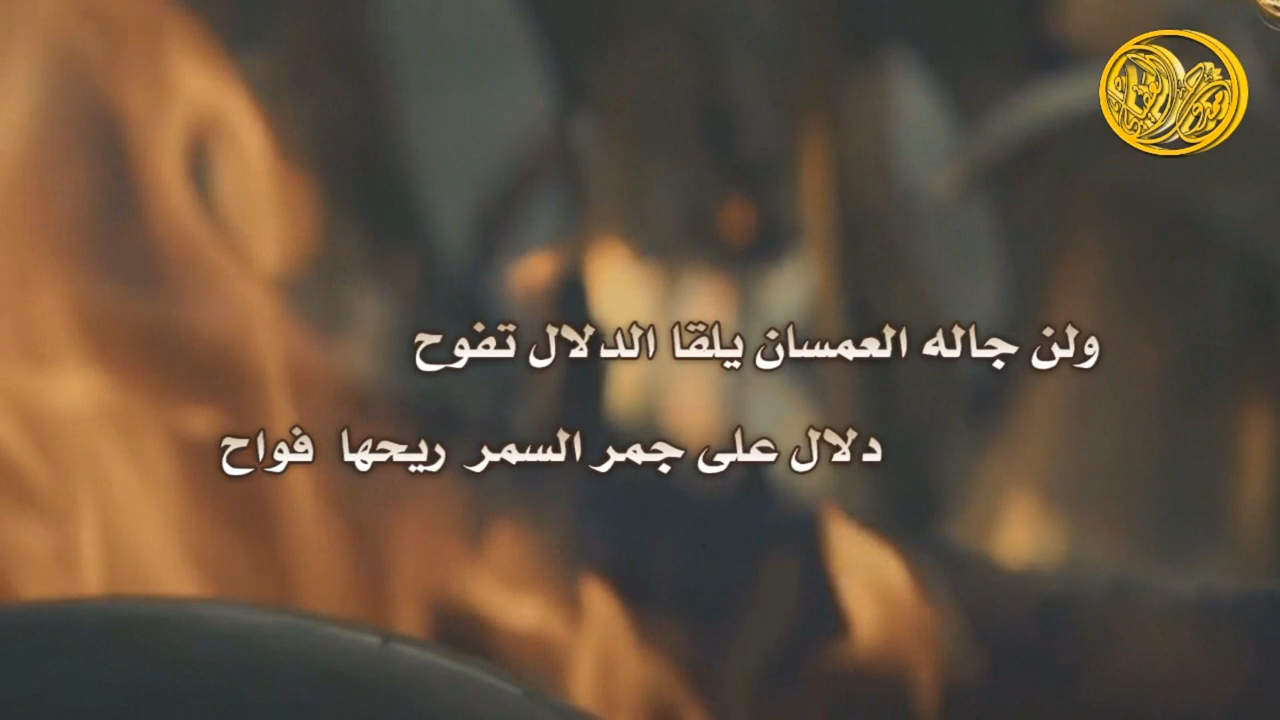 ولن جاله العمسان يلقا الدلال تفوح
دلال على جمر السمر ريحها فواح